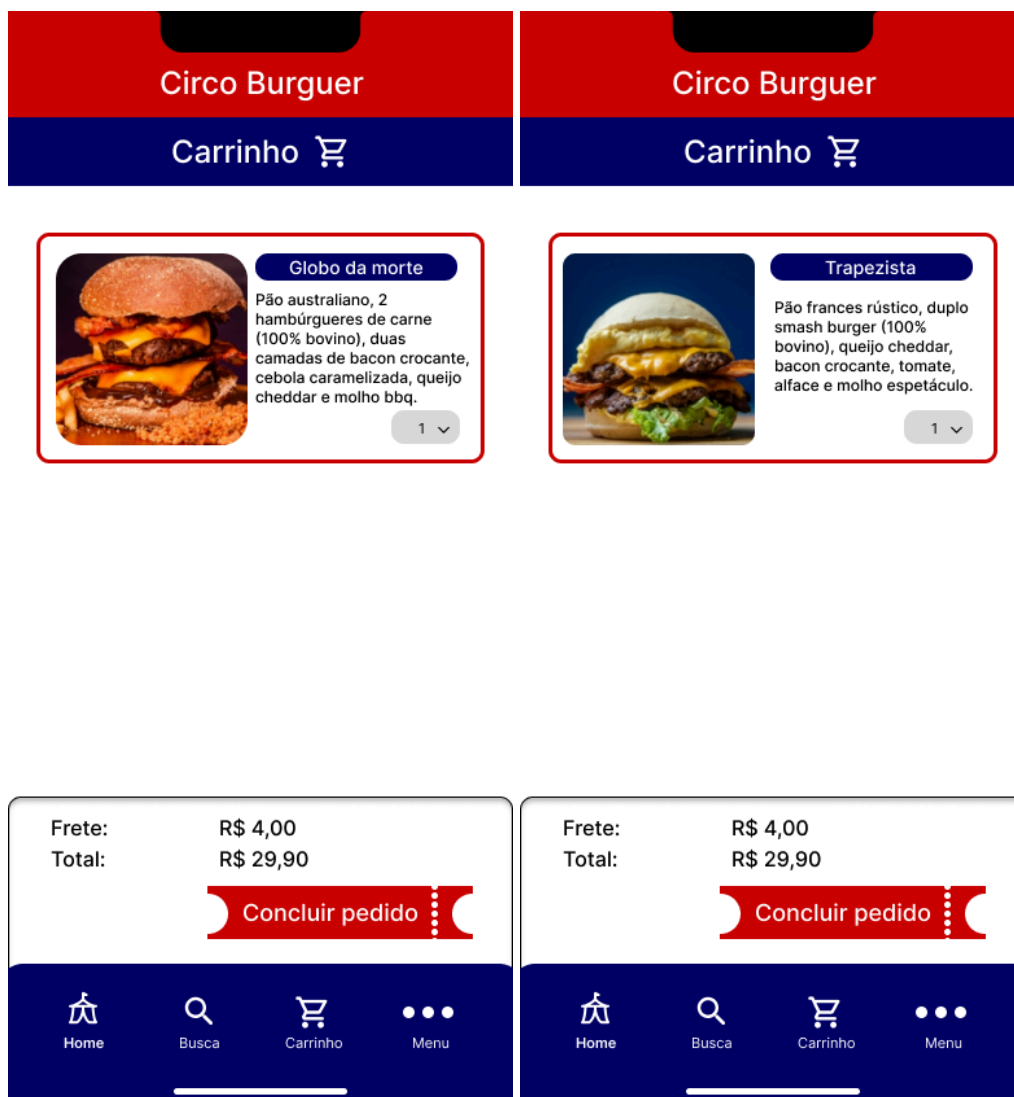 Circo Burguer
Carrinho
Globo da morte
Pão australiano, 2
hambúrgueres de carne
(100% bovino), duas
camadas de bacon crocante,
cebola caramelizada, queijo
cheddar e molho bbq.
1
Frete: R$ 4,00
Total: R$ 29,90
Concluir pedido
Home Busca Carrinho Menu
Circo Burguer
Carrinho
Trapezista
Pão frances rústico, duplo
smash burger (100%
bovino), queijo cheddar,
bacon crocante, tomate,
alface e molho espetáculo.
1
Frete: R$ 4,00
Total: R$ 29,90
Concluir pedido
Home Busca Carrinho Menu